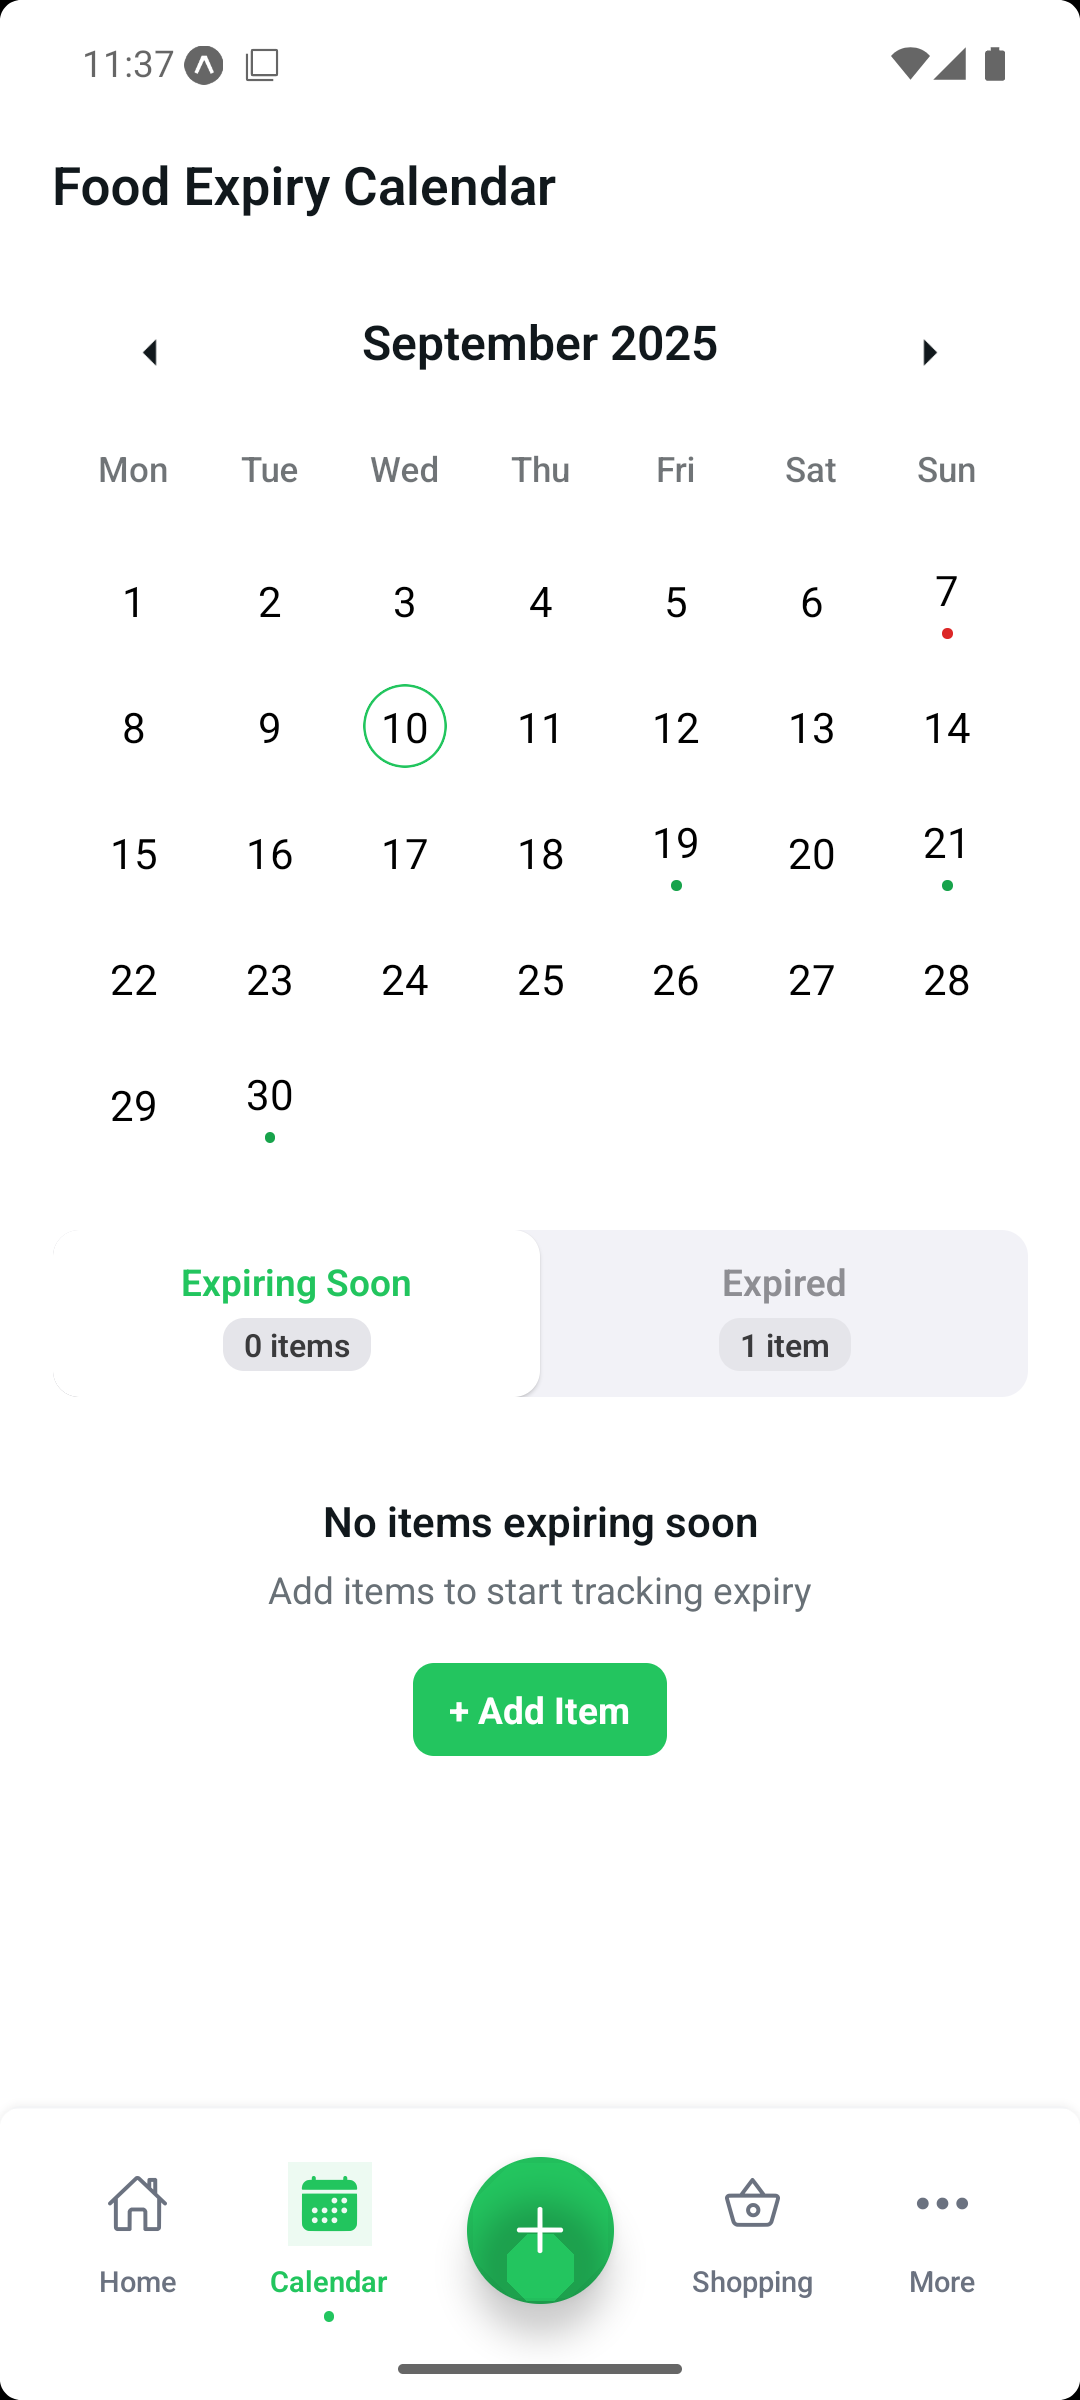 11:37
Food Expiry Calendar
September 2025
Mon Tue Wed Thu Fri Sat Sun
1 2 3 4 5 6 7
8 9 10 11 12 13 14
15 16 17 18 19 20 21
22 23 24 25 26 27 28
29 30
Expiring Soon Expired
0 items 1 item
No items expiring soon
Add items to start tracking expiry
+ Add Item
Home Calendar Shopping More